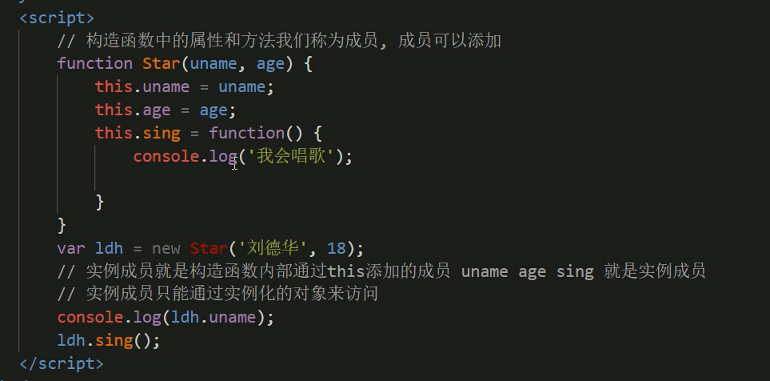 <script>
// 构造函数中的属性和方法我们称为成员, 成员可以添加
function Star(uname, age) {
this.uname = uname;
this.age = age;
this.sing = function() {
console.log('我会唱歌');
}
}
var ldh = new Star('刘德华', 18);
// 实例成员就是构造函数内部通过this添加的成员 uname age sing 就是实例成员
// 实例成员只能通过实例化的对象来访问
console.log(ldh.uname);
ldh.sing();
</script>